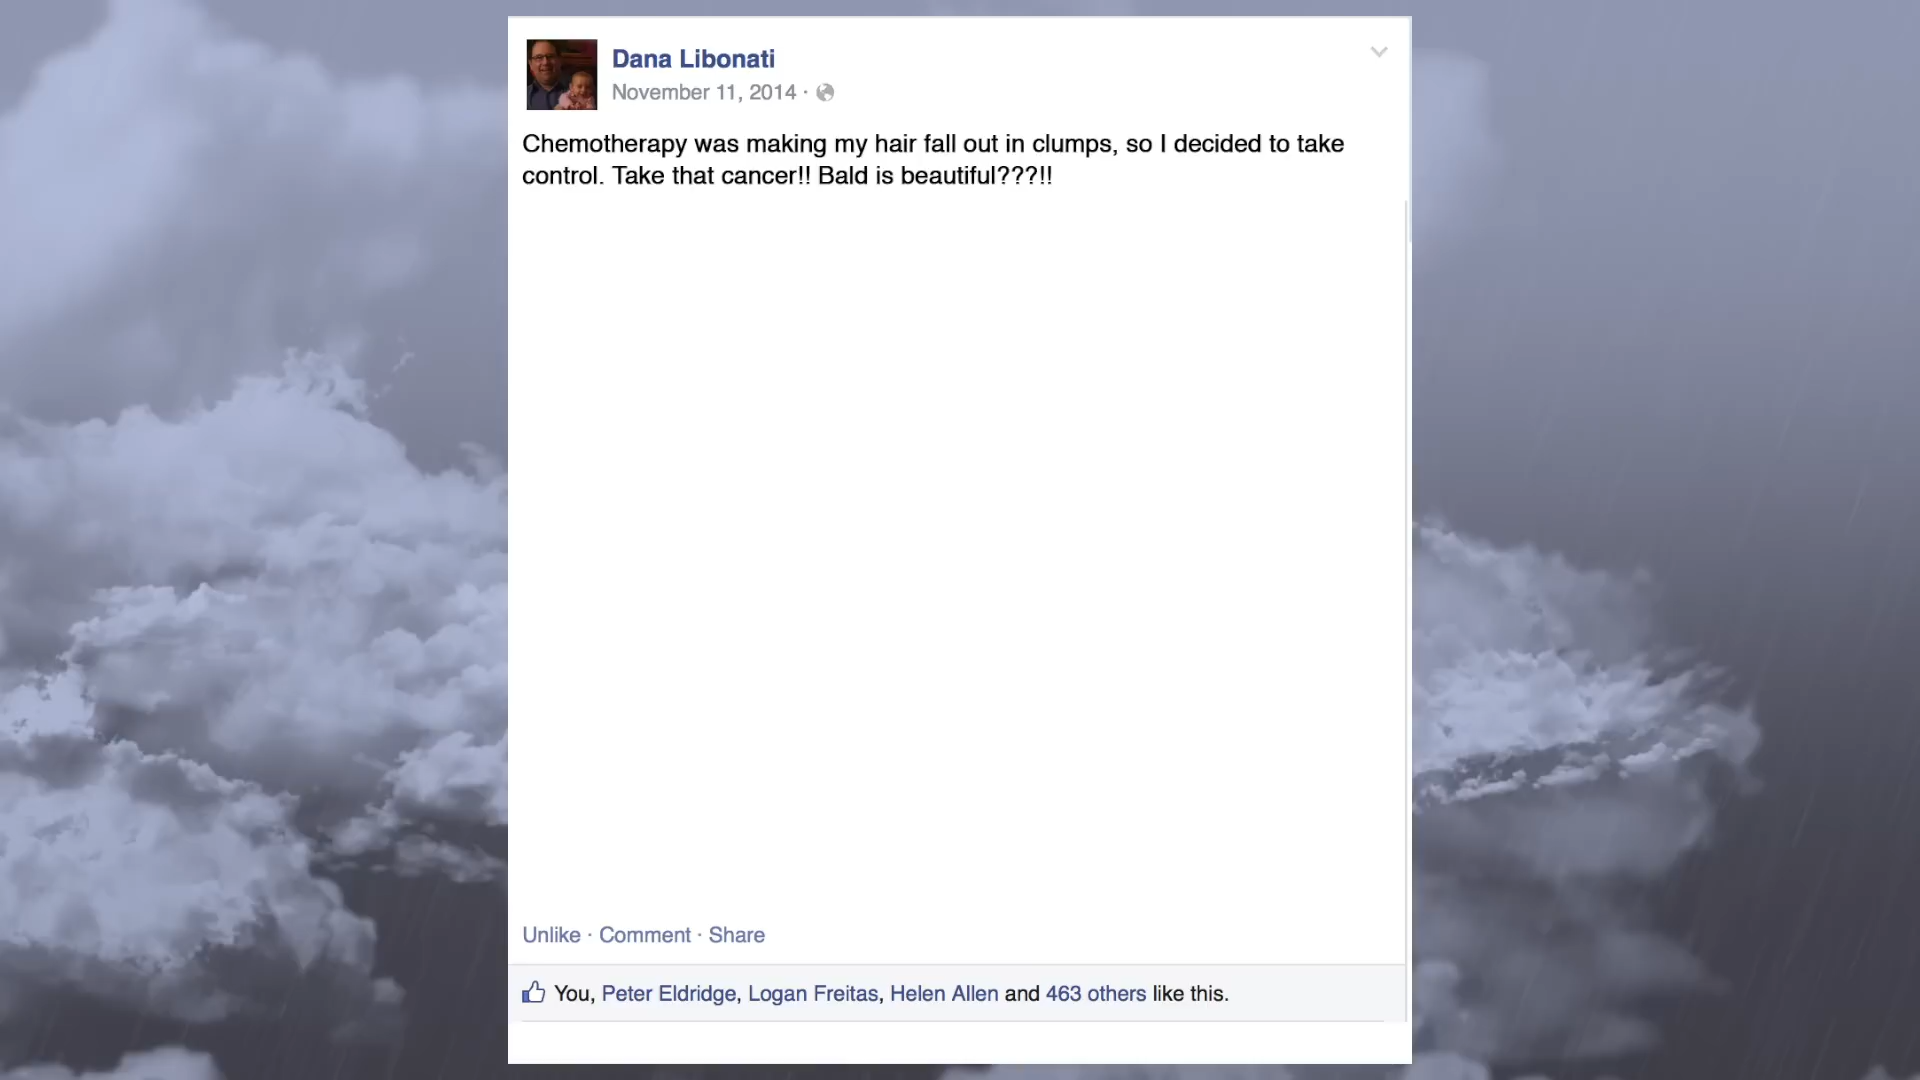 Dana Libonati
November 11, 2014 ·
Chemotherapy was making my hair fall out in clumps, so I decided to take
control. Take that cancer!! Bald is beautiful???!!
Unlike · Comment · Share
You, Peter Eldridge, Logan Freitas, Helen Allen and 463 others like this.